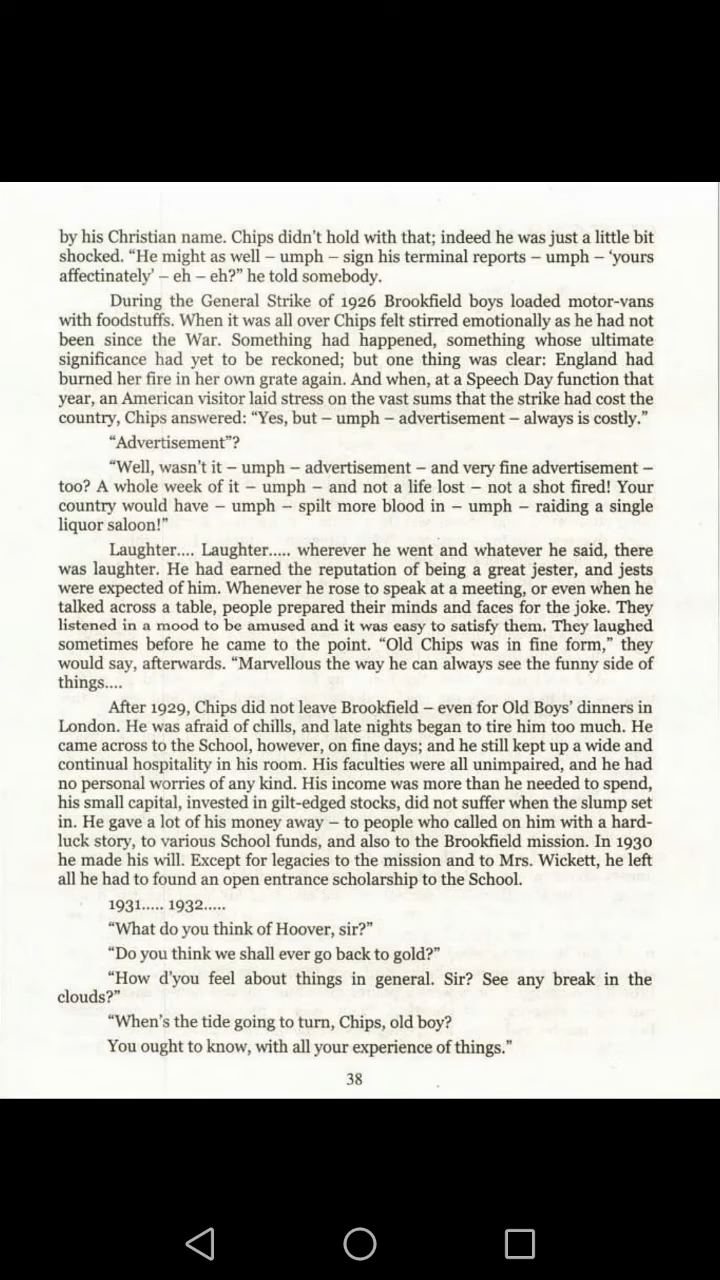 by his Christian name. Chips didn't hold with that; indeed he was just a little bit
shocked. “He might as well – umph – sign his terminal reports – umph – ‘yours
affectinately’ – eh – eh?” he told somebody.
During the General Strike of 1926 Brookfield boys loaded motor-vans
with foodstuffs. When it was all over Chips felt stirred emotionally as he had not
been since the War. Something had happened, something whose ultimate
significance had yet to be reckoned; but one thing was clear: England had
burned her fire in her own grate again. And when, at a Speech Day function that
year, an American visitor laid stress on the vast sums that the strike had cost the
country, Chips answered: “Yes, but – umph – advertisement – always is costly.”
“Advertisement”?
“Well, wasn't it – umph – advertisement – and very fine advertisement –
too? A whole week of it – umph – and not a life lost – not a shot fired! Your
country would have – umph – spilt more blood in – umph – raiding a single
liquor saloon!”
Laughter.... Laughter..... wherever he went and whatever he said, there
was laughter. He had earned the reputation of being a great jester, and jests
were expected of him. Whenever he rose to speak at a meeting, or even when he
talked across a table, people prepared their minds and faces for the joke. They
listened in a mood to be amused and it was easy to satisfy them. They laughed
sometimes before he came to the point. “Old Chips was in fine form,” they
would say, afterwards. “Marvellous the way he can always see the funny side of
things....
After 1929, Chips did not leave Brookfield – even for Old Boys' dinners in
London. He was afraid of chills, and late nights began to tire him too much. He
came across to the School, however, on fine days; and he still kept up a wide and
continual hospitality in his room. His faculties were all unimpaired, and he had
no personal worries of any kind. His income was more than he needed to spend,
his small capital, invested in gilt-edged stocks, did not suffer when the slump set
in. He gave a lot of his money away – to people who called on him with a hard-
luck story, to various School funds, and also to the Brookfield mission. In 1930
he made his will. Except for legacies to the mission and to Mrs. Wickett, he left
all he had to found an open entrance scholarship to the School.
1931..... 1932.....
“What do you think of Hoover, sir?”
“Do you think we shall ever go back to gold?”
“How d'you feel about things in general. Sir? See any break in the
clouds?”
“When's the tide going to turn, Chips, old boy?
You ought to know, with all your experience of things.”
38